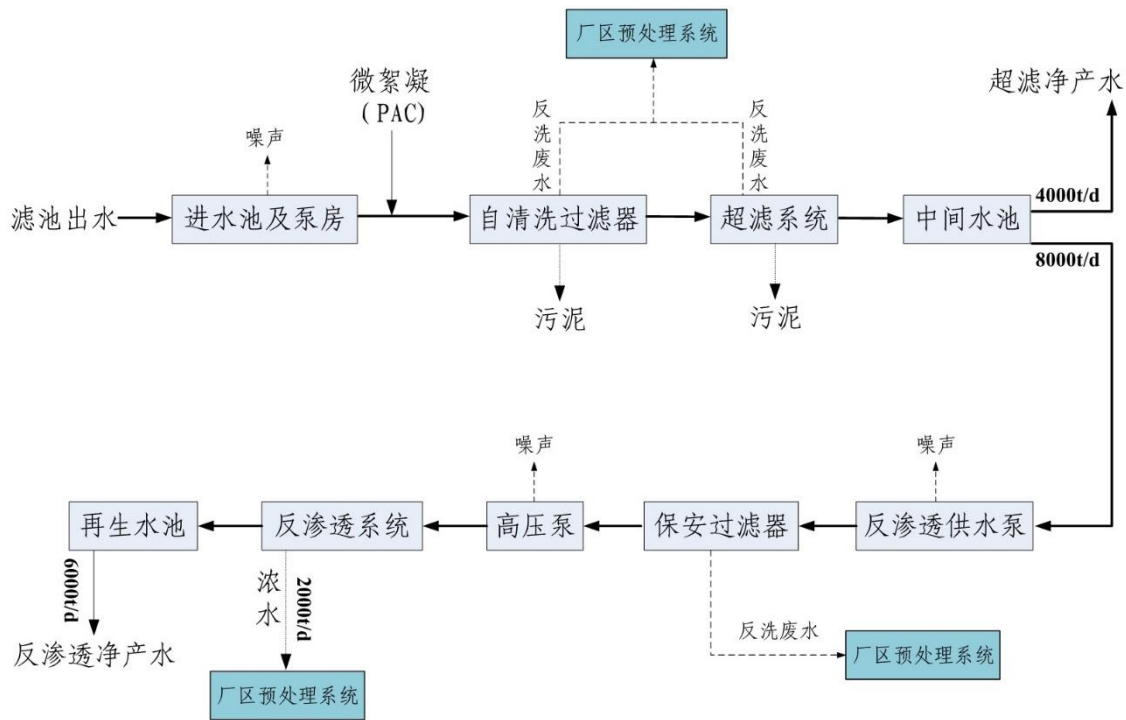 厂区预处理系统
微絮凝
(PAC)
超滤净产水
噪声
反洗废水
反洗废水
滤池出水
进水池及泵房
自清洗过滤器
超滤系统
中间水池
4000t/d
8000t/d
污泥
污泥
噪声
噪声
再生水池
反渗透系统
高压泵
保安过滤器
反渗透供水泵
6000t/d
浓水
2000t/d
反渗透净产水
反洗废水
厂区预处理系统
厂区预处理系统